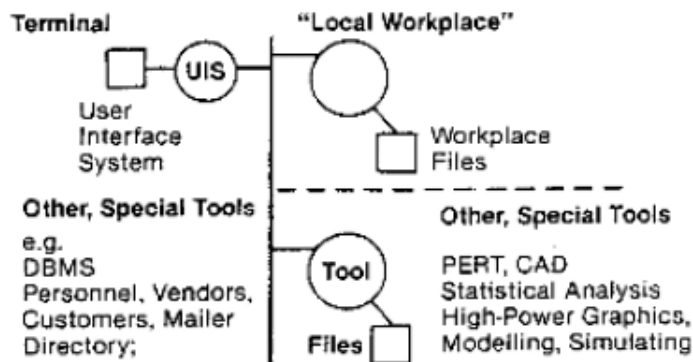 Terminal
"Local Workplace"
UIS
User
Interface
System
Workplace
Files
Other, Special Tools
e.g.
DBMS
Personnel, Vendors,
Customers, Mailer
Directory;
Tool
Files
Other, Special Tools
PERT, CAD
Statistical Analysis
High-Power Graphics,
Modelling, Simulating